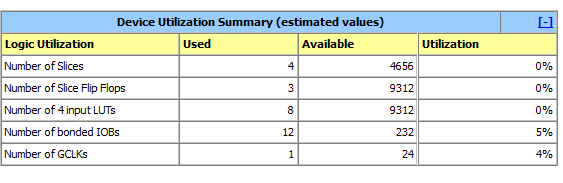 Device Utilization Summary (estimated values) [-]
Logic Utilization Used Available Utilization
Number of Slices 4 4656 0%
Number of Slice Flip Flops 3 9312 0%
Number of 4 input LUTs 8 9312 0%
Number of bonded IOBs 12 232 5%
Number of GCLKs 1 24 4%